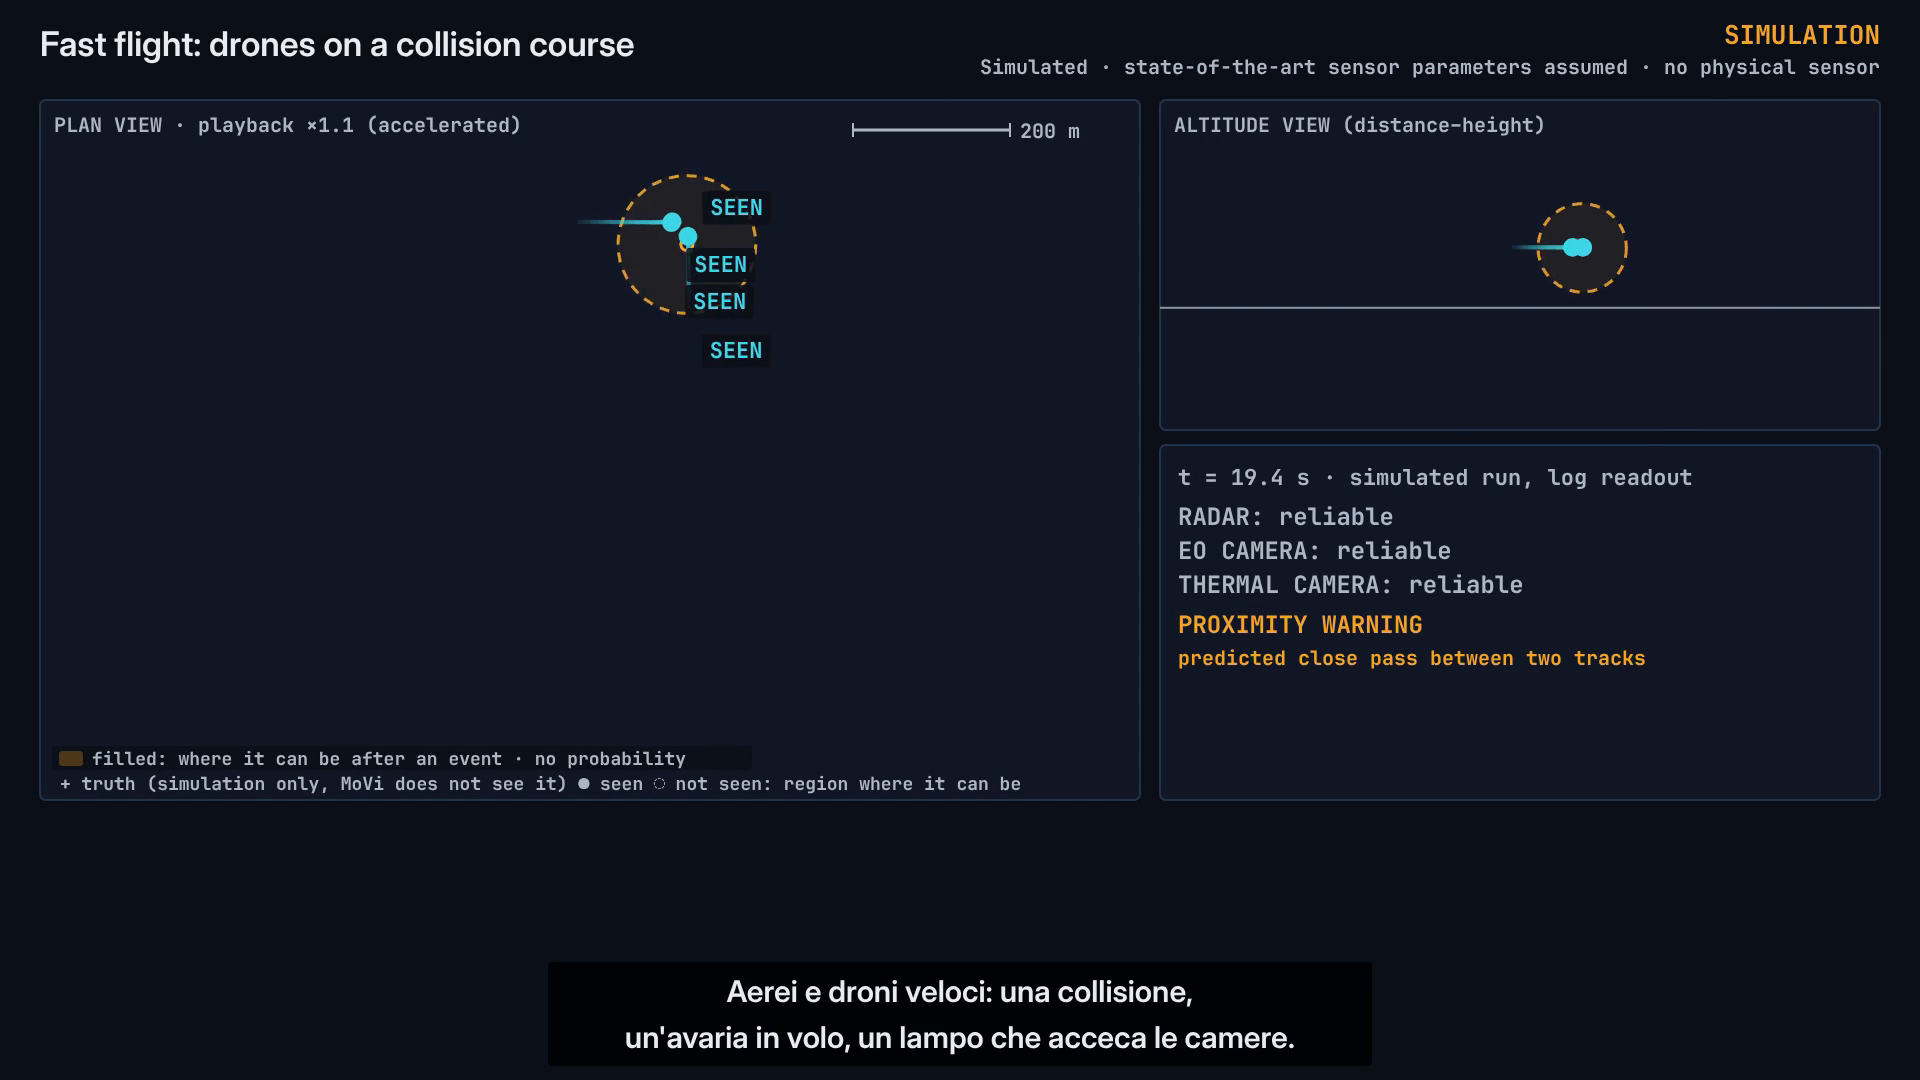 Fast flight: drones on a collision course
SIMULATION
Simulated · state-of-the-art sensor parameters assumed · no physical sensor
PLAN VIEW · playback ×1.1 (accelerated)
200 m
SEEN
SEEN
SEEN
SEEN
filled: where it can be after an event · no probability
+ truth (simulation only, MoVi does not see it) ● seen ◌ not seen: region where it can be
ALTITUDE VIEW (distance-height)
t = 19.4 s · simulated run, log readout
RADAR: reliable
EO CAMERA: reliable
THERMAL CAMERA: reliable
PROXIMITY WARNING
predicted close pass between two tracks
Aerei e droni veloci: una collisione,
un'avaria in volo, un lampo che acceca le camere.